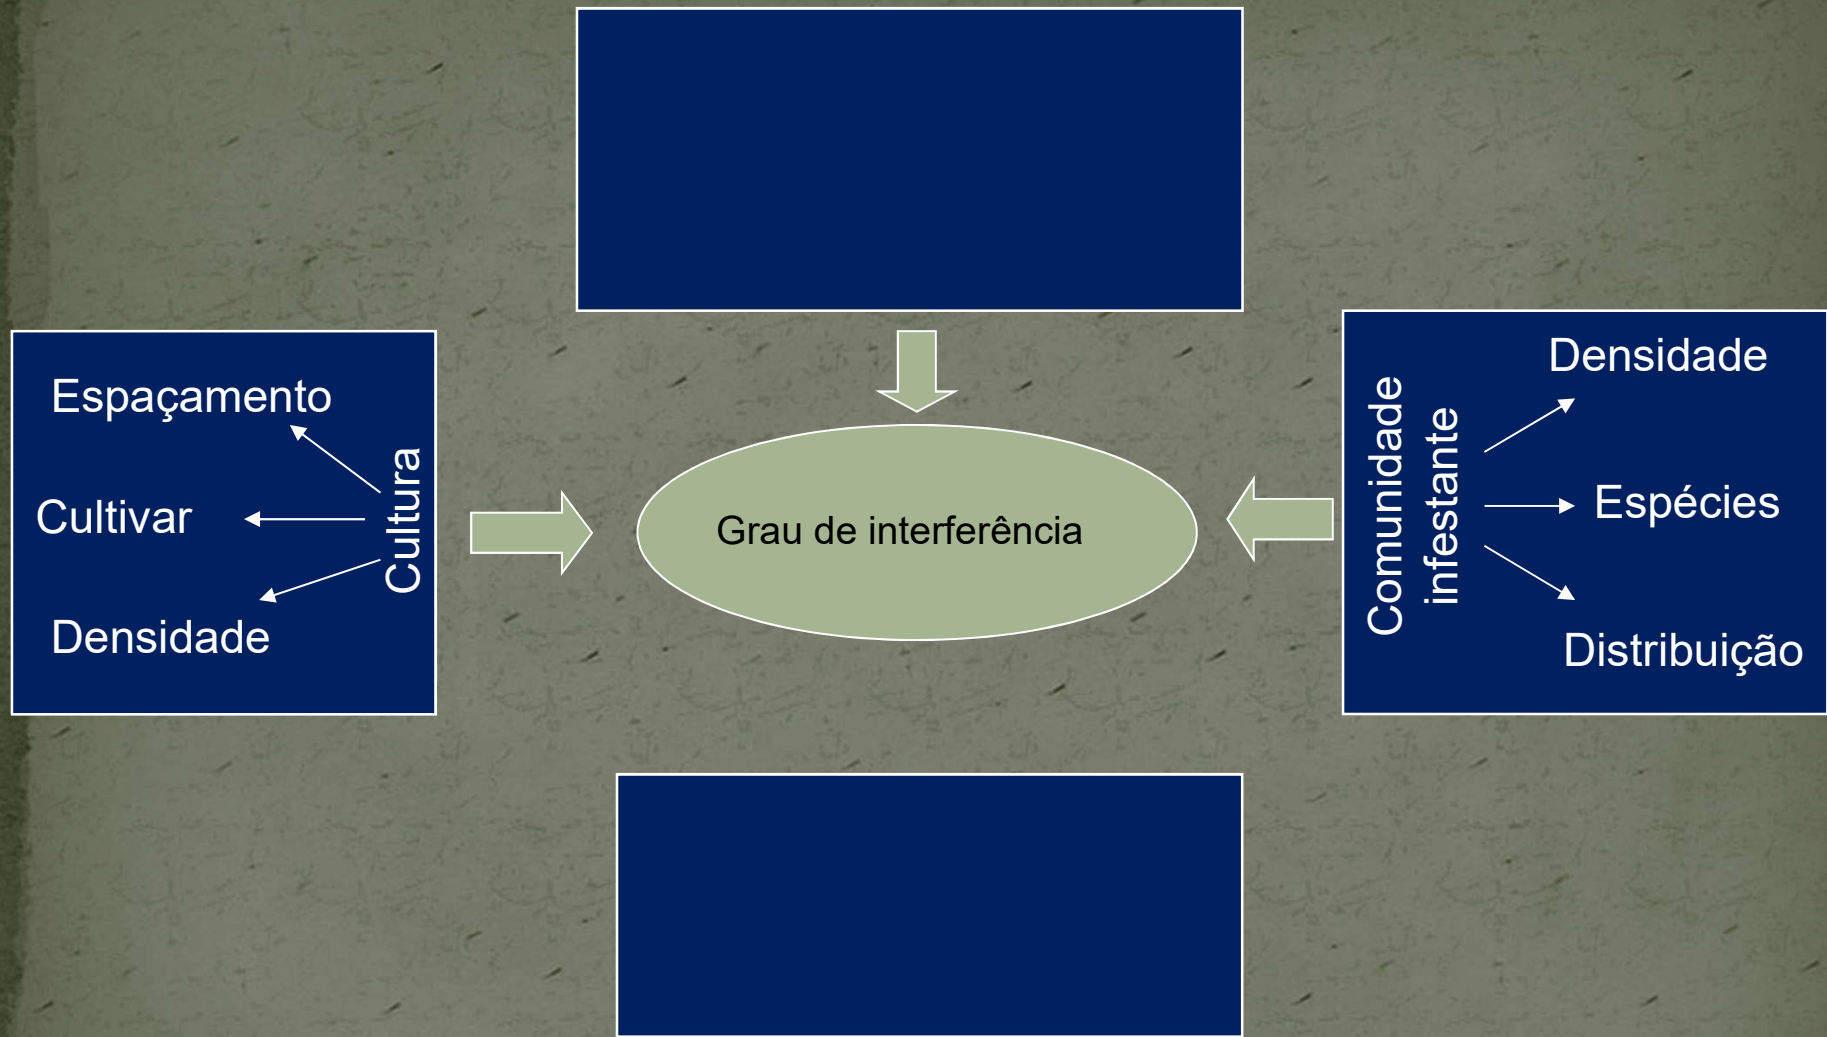 Espaçamento
Cultivar
Densidade
Cultura
Grau de interferência
Comunidade
infestante
Densidade
Espécies
Distribuição